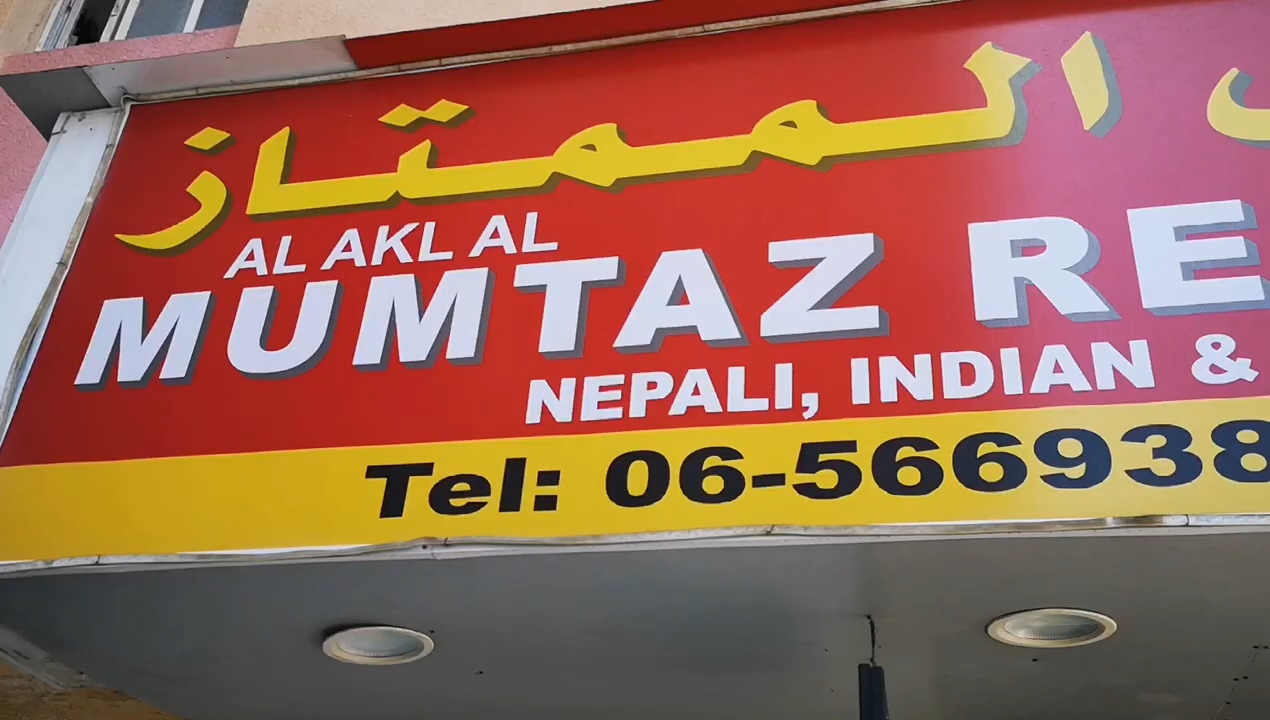 الممتاز
AL AKL AL
MUMTAZ RE
NEPALI, INDIAN &
Tel: 06-566938